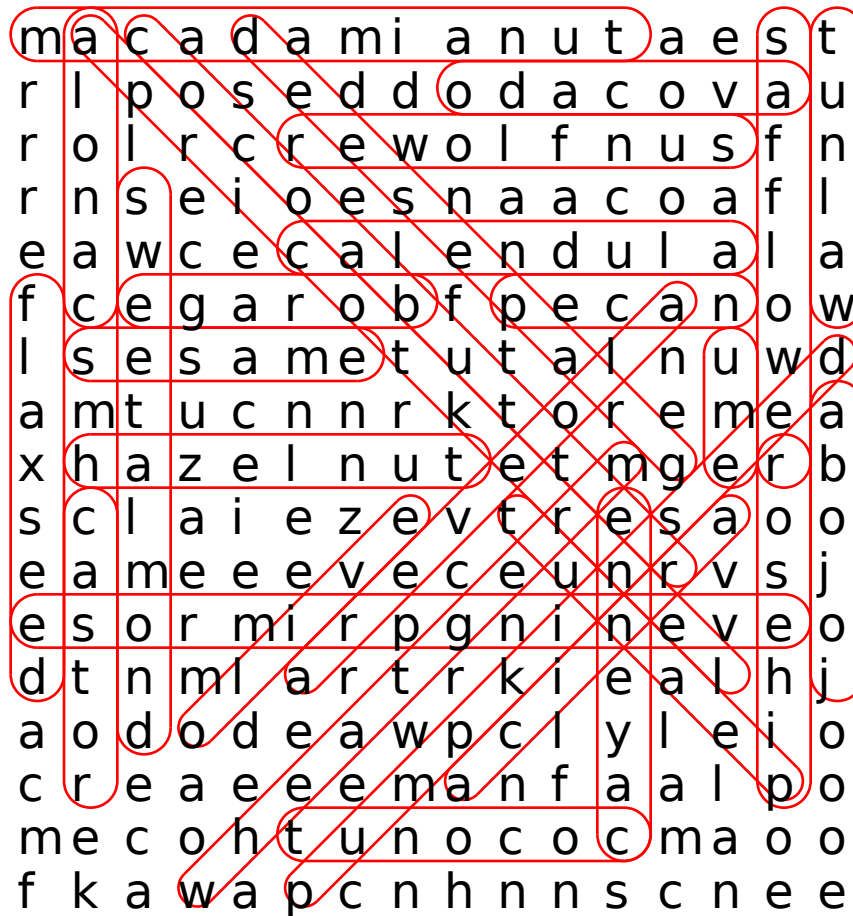 m a c a d a m i a n u t a e s t
r l p o s e d d o d a c o v a u
r o l r c r e w o l f n u s f n
r n s e i o e s n a a c o a f l
e a w c e c a l e n d u l a l a
f c e g a r o b f p e c a n o w
l s e s a m e t u t a l n u w d
a m t u c n n r k t o r e m e a
x h a z e l n u t e t m g e r b
s c l a i e z e v t r e s a o o
e a m e e e v e c e u n r v s j
e s o r m i r p g n i n e v e o
d t n m l a r t r k i e a l h j
a o d o d e a w p c l y l e i o
c r e a e e e m a n f a a l p o
m e c o h t u n o c o c m a o o
f k a w a p c n h n n s c n e e